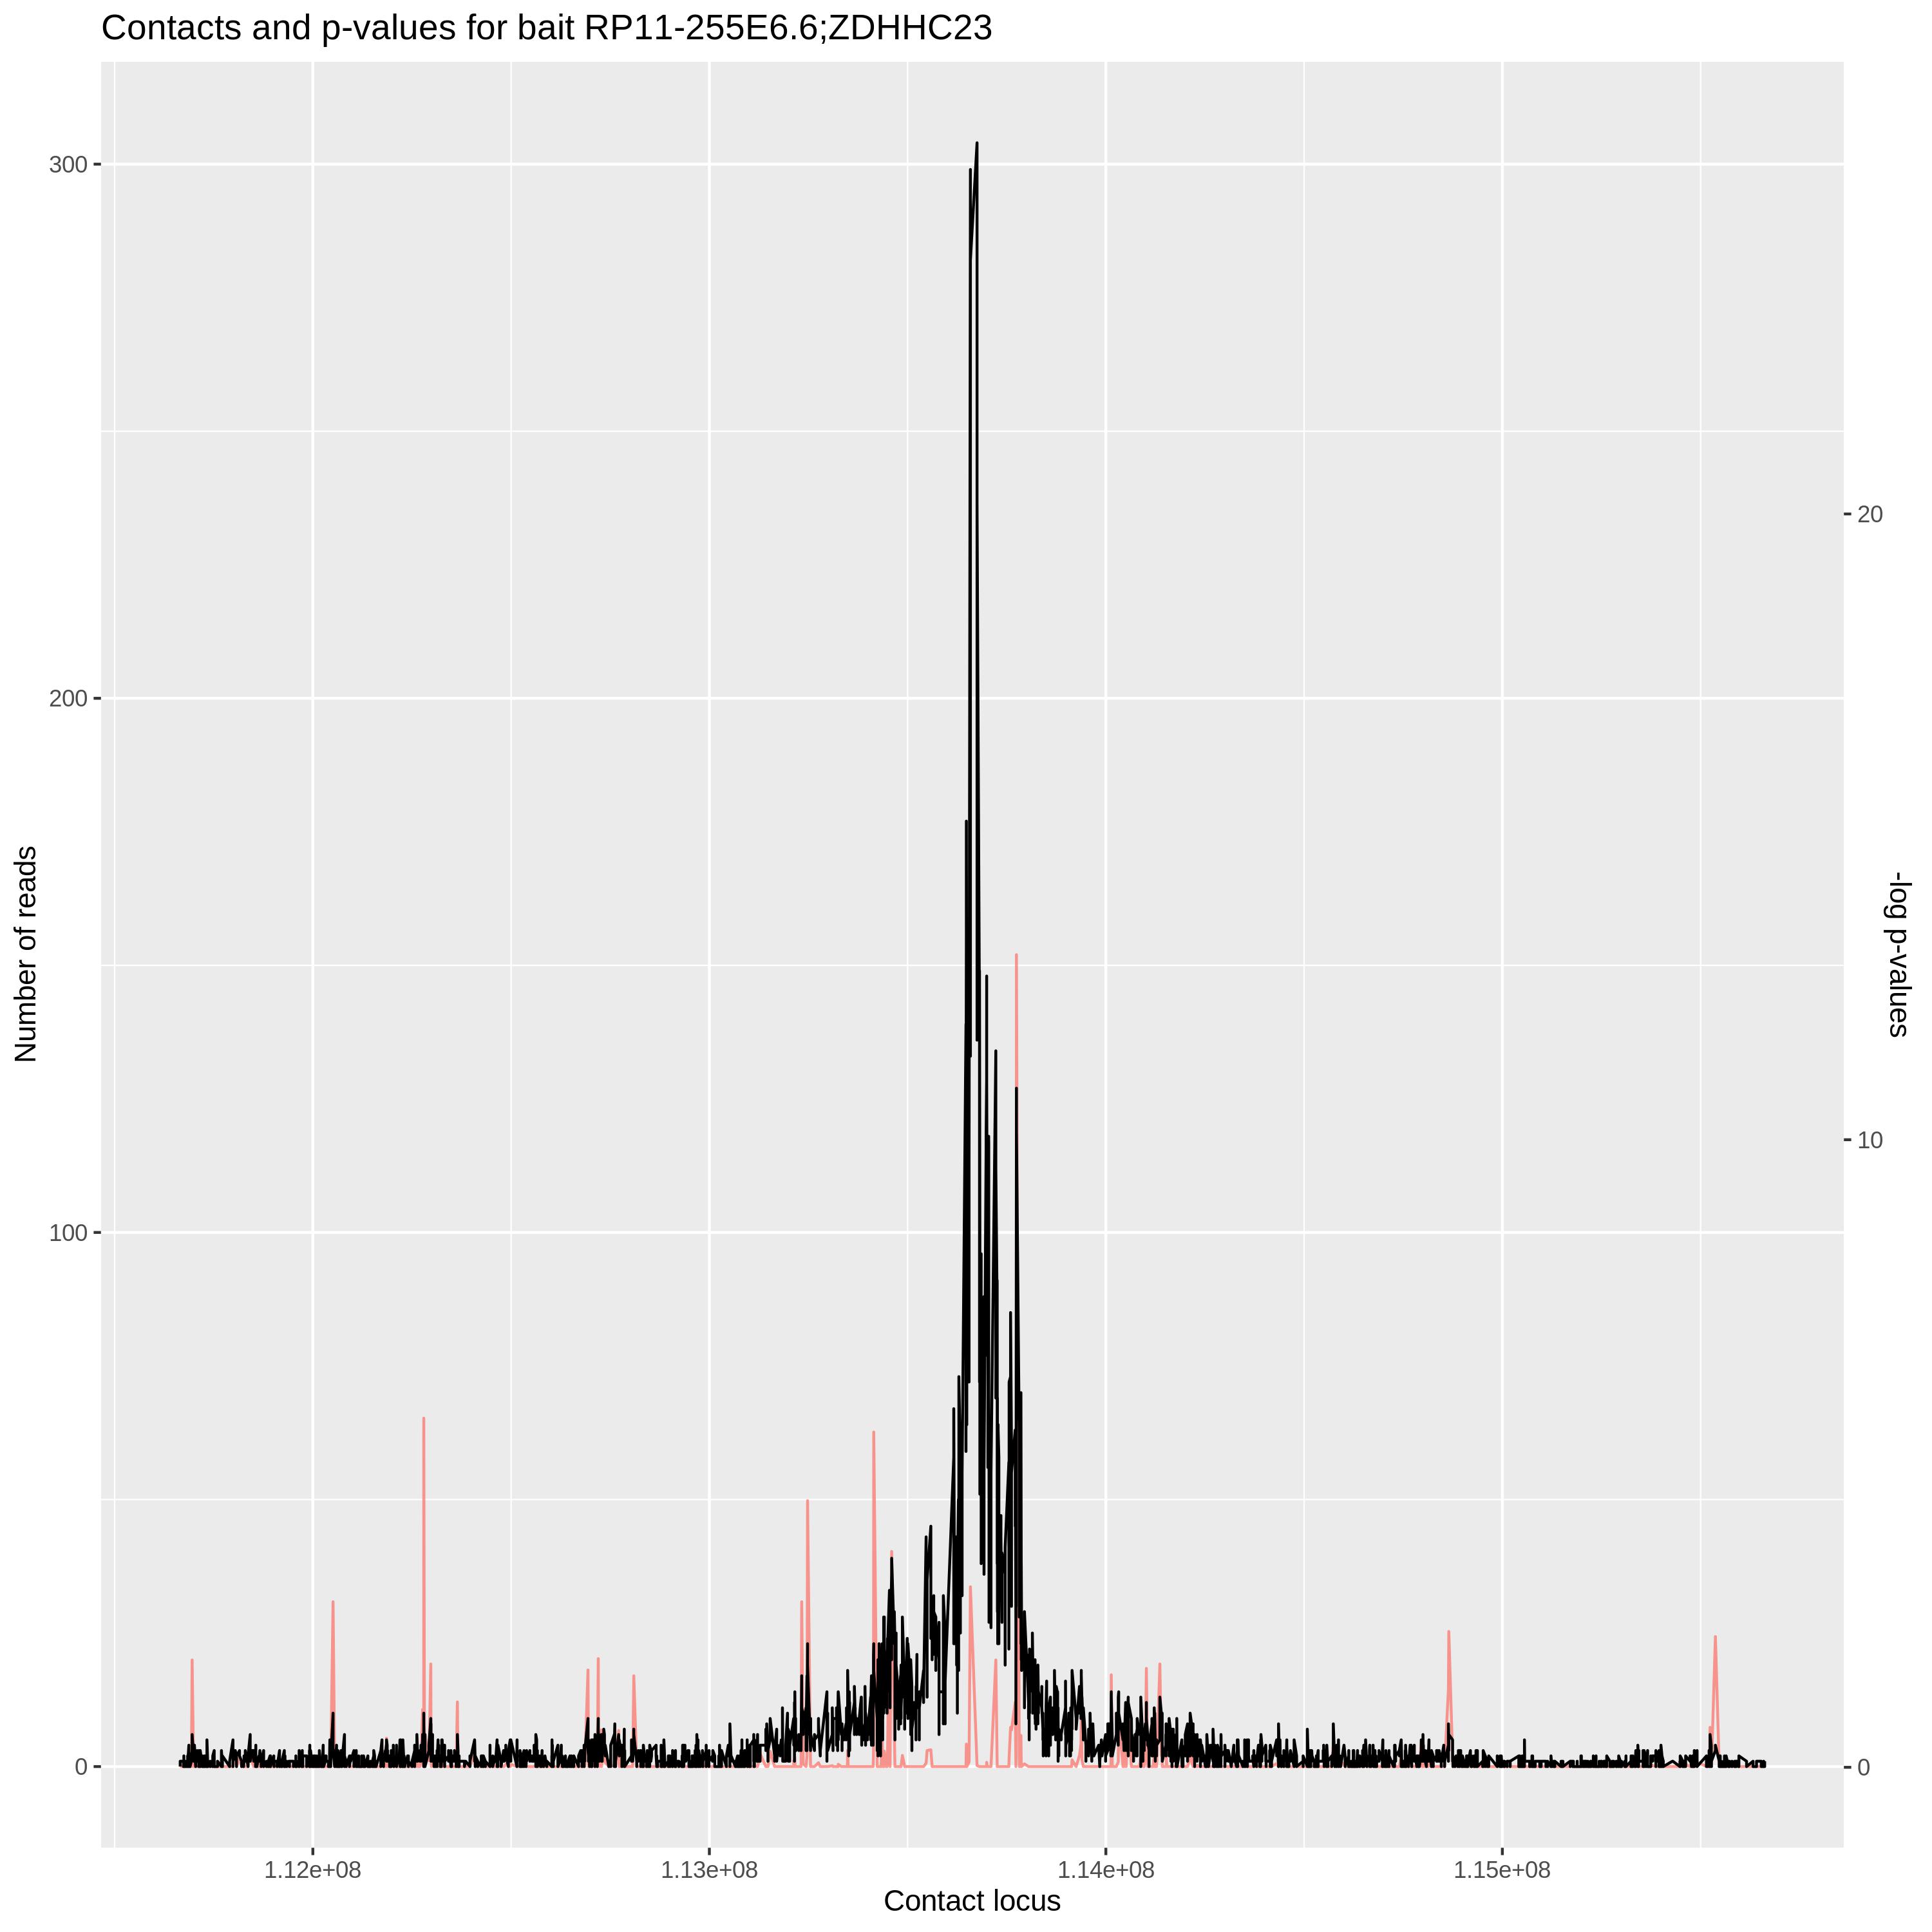 Contacts and p-values for bait RP11-255E6.6;ZDHHC23
300
200
100
0
Number of reads
20
10
0
-log p-values
1.12e+08
1.13e+08
1.14e+08
1.15e+08
Contact locus